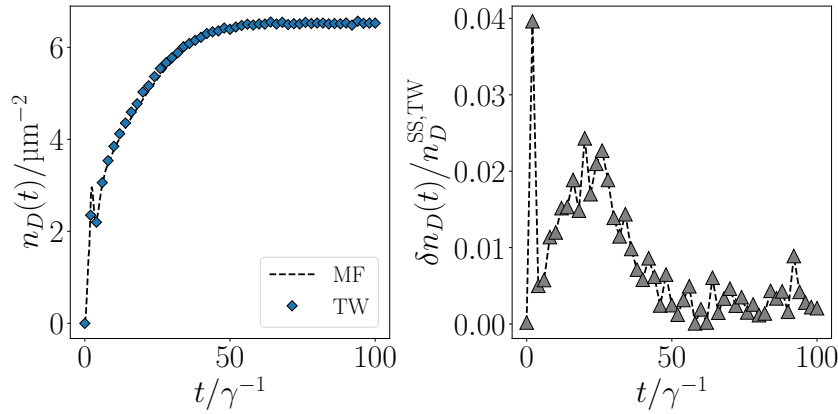 n_D(t)/μm⁻²
6
4
2
0
MF
TW
0
50
100
t/γ⁻¹
δn_D(t)/n_D^{SS,TW}
0.04
0.03
0.02
0.01
0.00
0
50
100
t/γ⁻¹